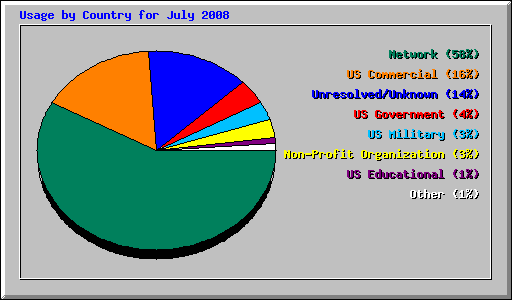 Usage by Country for July 2008
Network (58%)
US Commercial (16%)
Unresolved/Unknown (14%)
US Government (4%)
US Military (3%)
Non-Profit Organization (3%)
US Educational (1%)
Other (1%)